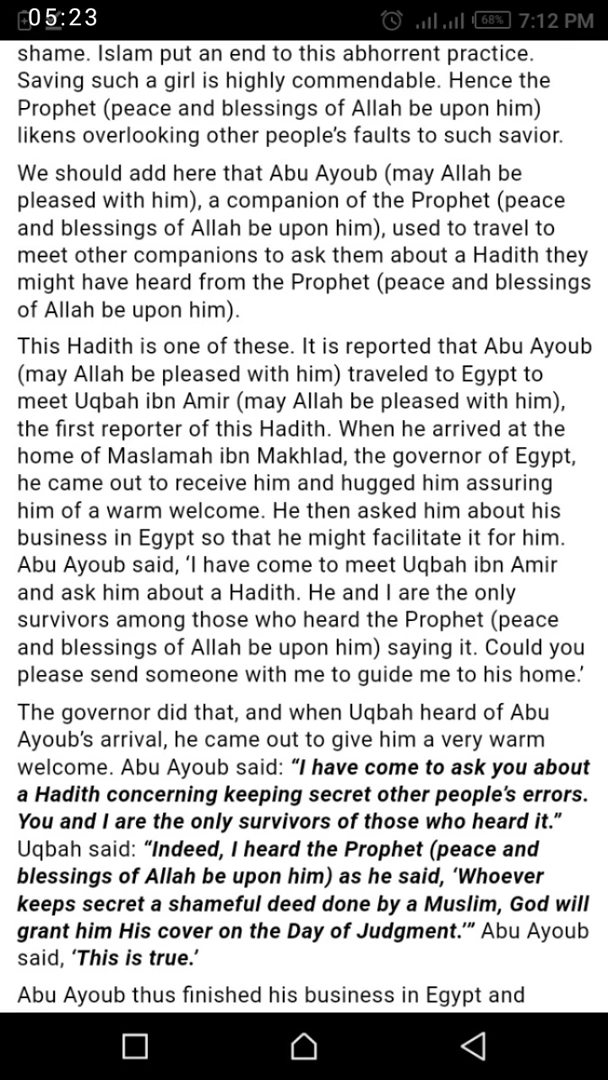 05:23
68% 7:12 PM
shame. Islam put an end to this abhorrent practice.
Saving such a girl is highly commendable. Hence the
Prophet (peace and blessings of Allah be upon him)
likens overlooking other people’s faults to such savior.
We should add here that Abu Ayoub (may Allah be
pleased with him), a companion of the Prophet (peace
and blessings of Allah be upon him), used to travel to
meet other companions to ask them about a Hadith they
might have heard from the Prophet (peace and blessings
of Allah be upon him).
This Hadith is one of these. It is reported that Abu Ayoub
(may Allah be pleased with him) traveled to Egypt to
meet Uqbah ibn Amir (may Allah be pleased with him),
the first reporter of this Hadith. When he arrived at the
home of Maslamah ibn Makhlad, the governor of Egypt,
he came out to receive him and hugged him assuring
him of a warm welcome. He then asked him about his
business in Egypt so that he might facilitate it for him.
Abu Ayoub said, ‘I have come to meet Uqbah ibn Amir
and ask him about a Hadith. He and I are the only
survivors among those who heard the Prophet (peace
and blessings of Allah be upon him) saying it. Could you
please send someone with me to guide me to his home.’
The governor did that, and when Uqbah heard of Abu
Ayoub’s arrival, he came out to give him a very warm
welcome. Abu Ayoub said: “I have come to ask you about
a Hadith concerning keeping secret other people’s errors.
You and I are the only survivors of those who heard it.”
Uqbah said: “Indeed, I heard the Prophet (peace and
blessings of Allah be upon him) as he said, ‘Whoever
keeps secret a shameful deed done by a Muslim, God will
grant him His cover on the Day of Judgment.’” Abu Ayoub
said, ‘This is true.’
Abu Ayoub thus finished his business in Egypt and